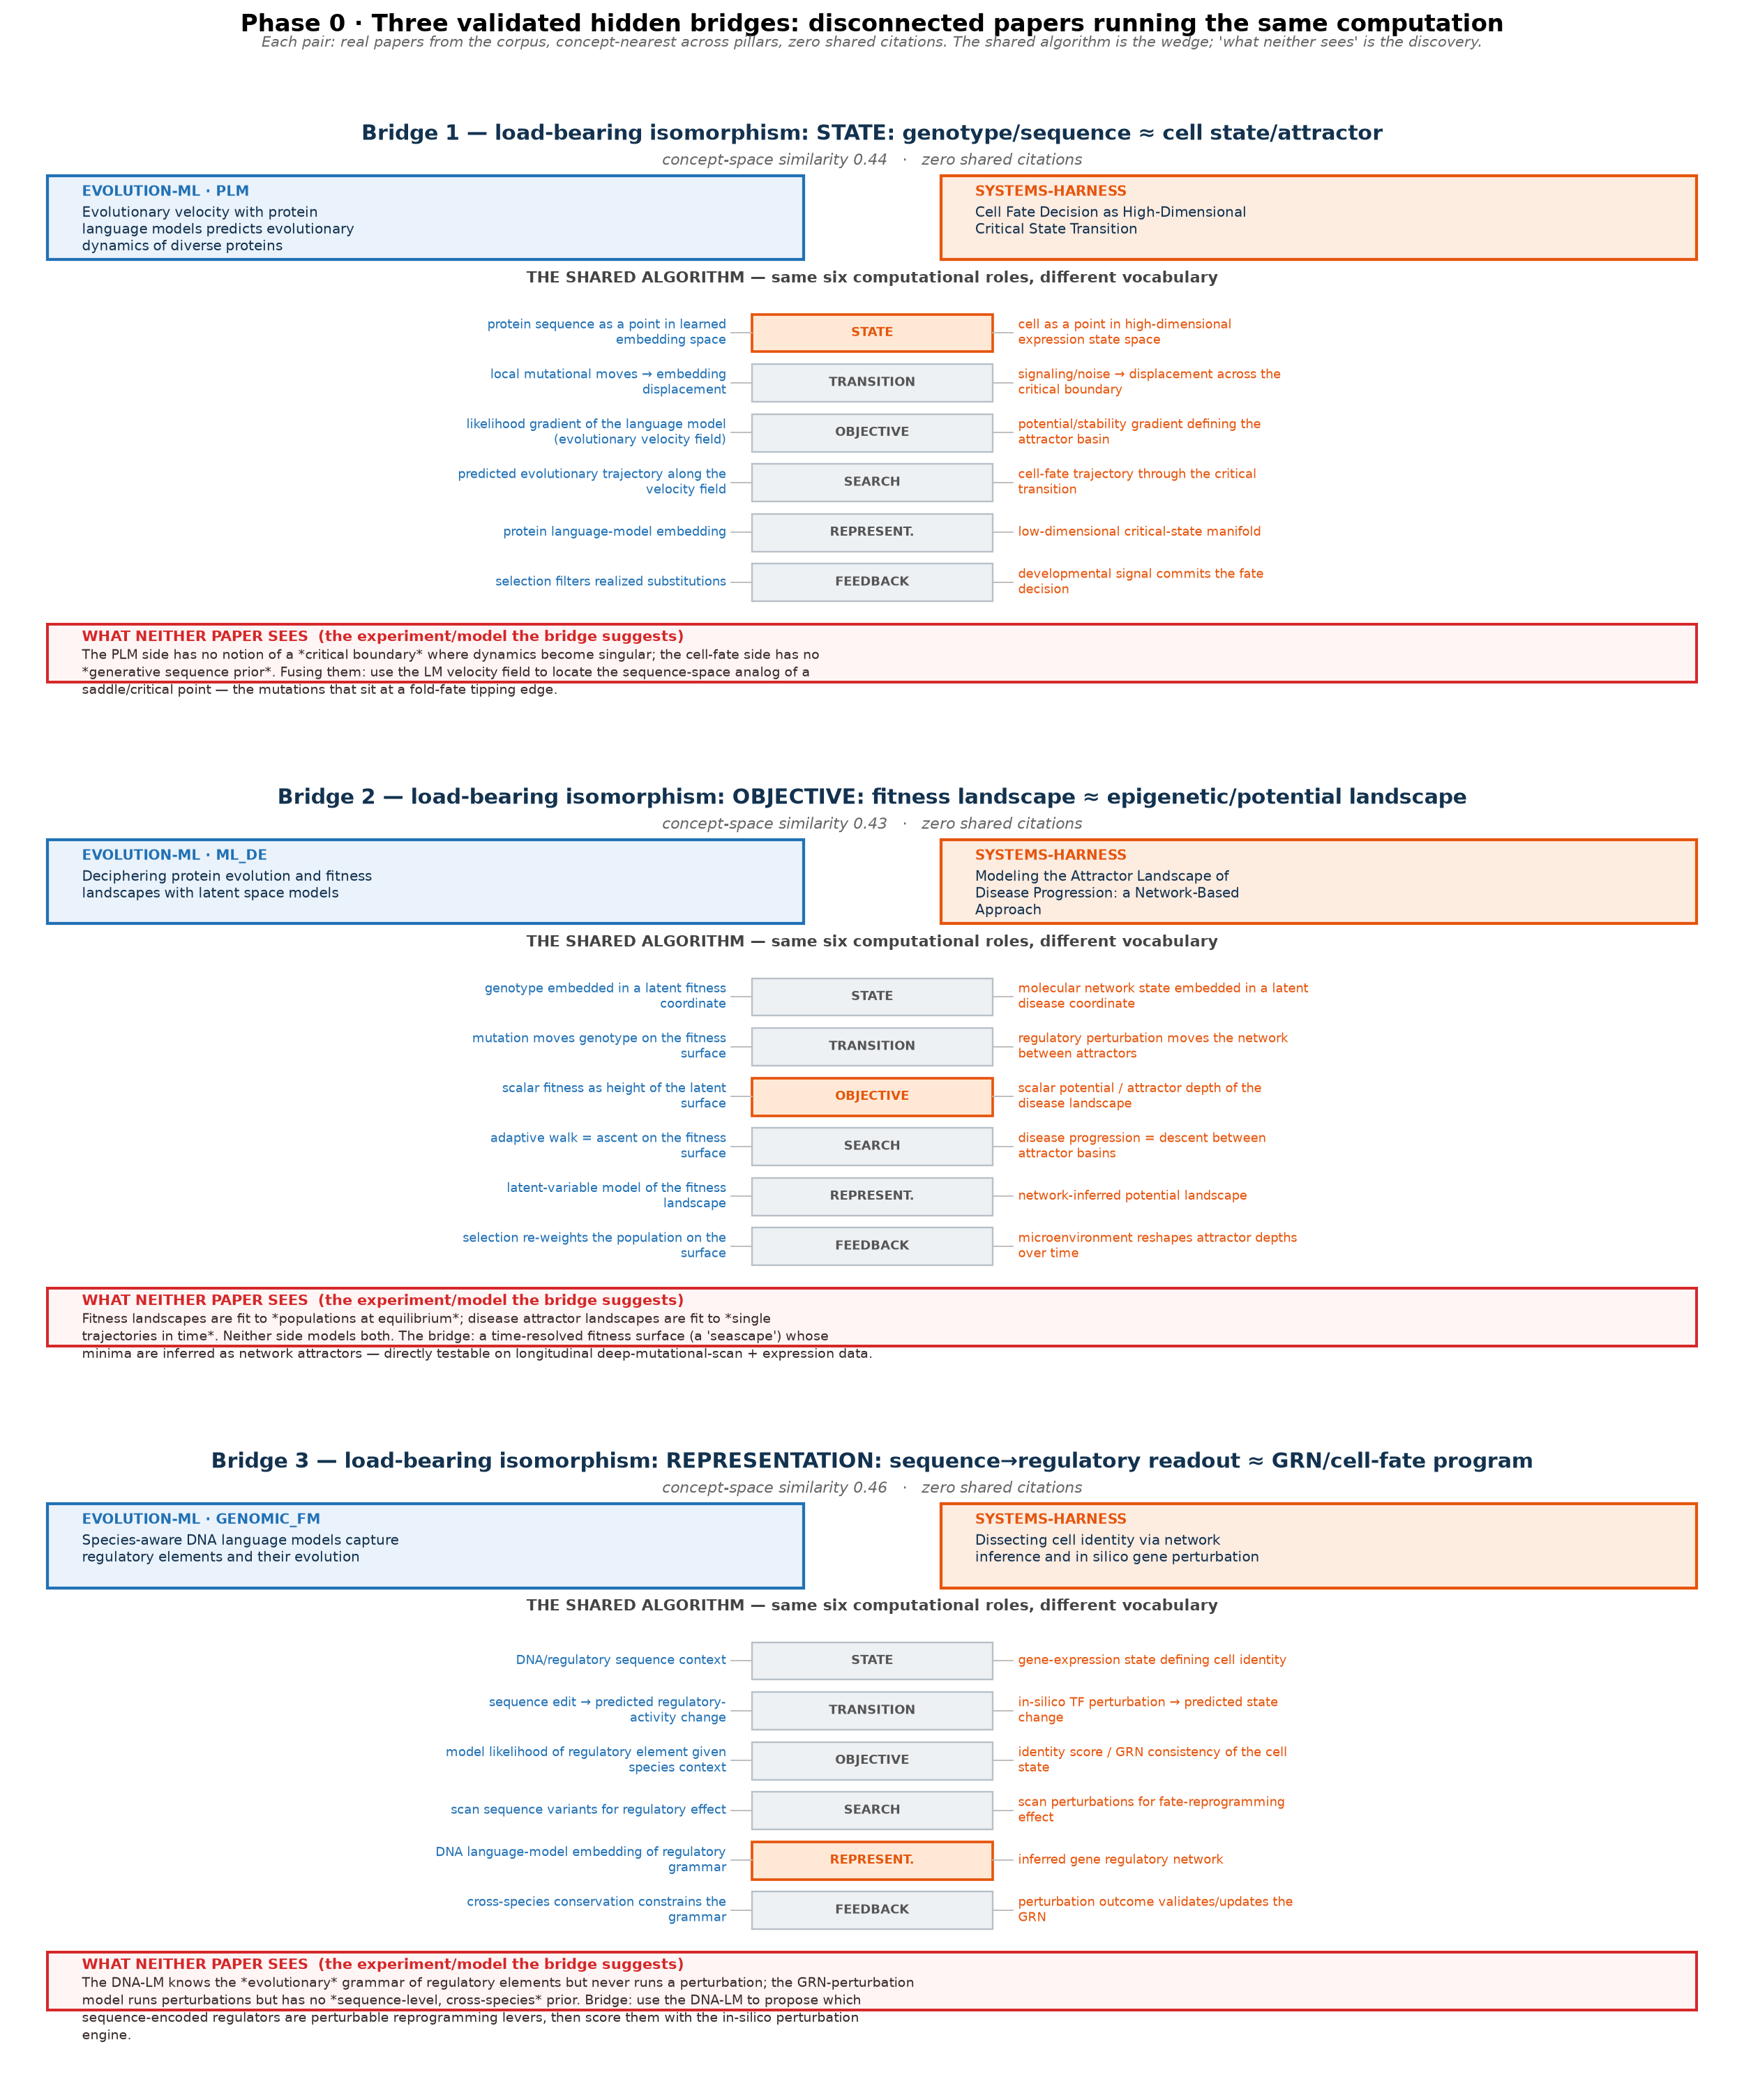 Phase 0 · Three validated hidden bridges: disconnected papers running the same computation
Each pair: real papers from the corpus, concept-nearest across pillars, zero shared citations. The shared algorithm is the wedge; 'what neither sees' is the discovery.
Bridge 1 — load-bearing isomorphism: STATE: genotype/sequence ≈ cell state/attractor
concept-space similarity 0.44 · zero shared citations
EVOLUTION-ML · PLM
Evolutionary velocity with protein
language models predicts evolutionary
dynamics of diverse proteins
SYSTEMS-HARNESS
Cell Fate Decision as High-Dimensional
Critical State Transition
THE SHARED ALGORITHM — same six computational roles, different vocabulary
protein sequence as a point in learned
embedding space
STATE
cell as a point in high-dimensional
expression state space
local mutational moves → embedding
displacement
TRANSITION
signaling/noise → displacement across the
critical boundary
likelihood gradient of the language model
(evolutionary velocity field)
OBJECTIVE
potential/stability gradient defining the
attractor basin
predicted evolutionary trajectory along the
velocity field
SEARCH
cell-fate trajectory through the critical
transition
protein language-model embedding
REPRESENT.
low-dimensional critical-state manifold
selection filters realized substitutions
FEEDBACK
developmental signal commits the fate
decision
WHAT NEITHER PAPER SEES (the experiment/model the bridge suggests)
The PLM side has no notion of a *critical boundary* where dynamics become singular; the cell-fate side has no
*generative sequence prior*. Fusing them: use the LM velocity field to locate the sequence-space analog of a
saddle/critical point — the mutations that sit at a fold-fate tipping edge.
Bridge 2 — load-bearing isomorphism: OBJECTIVE: fitness landscape ≈ epigenetic/potential landscape
concept-space similarity 0.43 · zero shared citations
EVOLUTION-ML · ML_DE
Deciphering protein evolution and fitness
landscapes with latent space models
SYSTEMS-HARNESS
Modeling the Attractor Landscape of
Disease Progression: a Network-Based
Approach
THE SHARED ALGORITHM — same six computational roles, different vocabulary
genotype embedded in a latent fitness
coordinate
STATE
molecular network state embedded in a latent
disease coordinate
mutation moves genotype on the fitness
surface
TRANSITION
regulatory perturbation moves the network
between attractors
scalar fitness as height of the latent
surface
OBJECTIVE
scalar potential / attractor depth of the
disease landscape
adaptive walk = ascent on the fitness
surface
SEARCH
disease progression = descent between
attractor basins
latent-variable model of the fitness
landscape
REPRESENT.
network-inferred potential landscape
selection re-weights the population on the
surface
FEEDBACK
microenvironment reshapes attractor depths
over time
WHAT NEITHER PAPER SEES (the experiment/model the bridge suggests)
Fitness landscapes are fit to *populations at equilibrium*; disease attractor landscapes are fit to *single
trajectories in time*. Neither side models both. The bridge: a time-resolved fitness surface (a 'seascape') whose
minima are inferred as network attractors — directly testable on longitudinal deep-mutational-scan + expression data.
Bridge 3 — load-bearing isomorphism: REPRESENTATION: sequence→regulatory readout ≈ GRN/cell-fate program
concept-space similarity 0.46 · zero shared citations
EVOLUTION-ML · GENOMIC_FM
Species-aware DNA language models capture
regulatory elements and their evolution
SYSTEMS-HARNESS
Dissecting cell identity via network
inference and in silico gene perturbation
THE SHARED ALGORITHM — same six computational roles, different vocabulary
DNA/regulatory sequence context
STATE
gene-expression state defining cell identity
sequence edit → predicted regulatory-
activity change
TRANSITION
in-silico TF perturbation → predicted state
change
model likelihood of regulatory element given
species context
OBJECTIVE
identity score / GRN consistency of the cell
state
scan sequence variants for regulatory effect
SEARCH
scan perturbations for fate-reprogramming
effect
DNA language-model embedding of regulatory
grammar
REPRESENT.
inferred gene regulatory network
cross-species conservation constrains the
grammar
FEEDBACK
perturbation outcome validates/updates the
GRN
WHAT NEITHER PAPER SEES (the experiment/model the bridge suggests)
The DNA-LM knows the *evolutionary* grammar of regulatory elements but never runs a perturbation; the GRN-perturbation
model runs perturbations but has no *sequence-level, cross-species* prior. Bridge: use the DNA-LM to propose which
sequence-encoded regulators are perturbable reprogramming levers, then score them with the in-silico perturbation
engine.